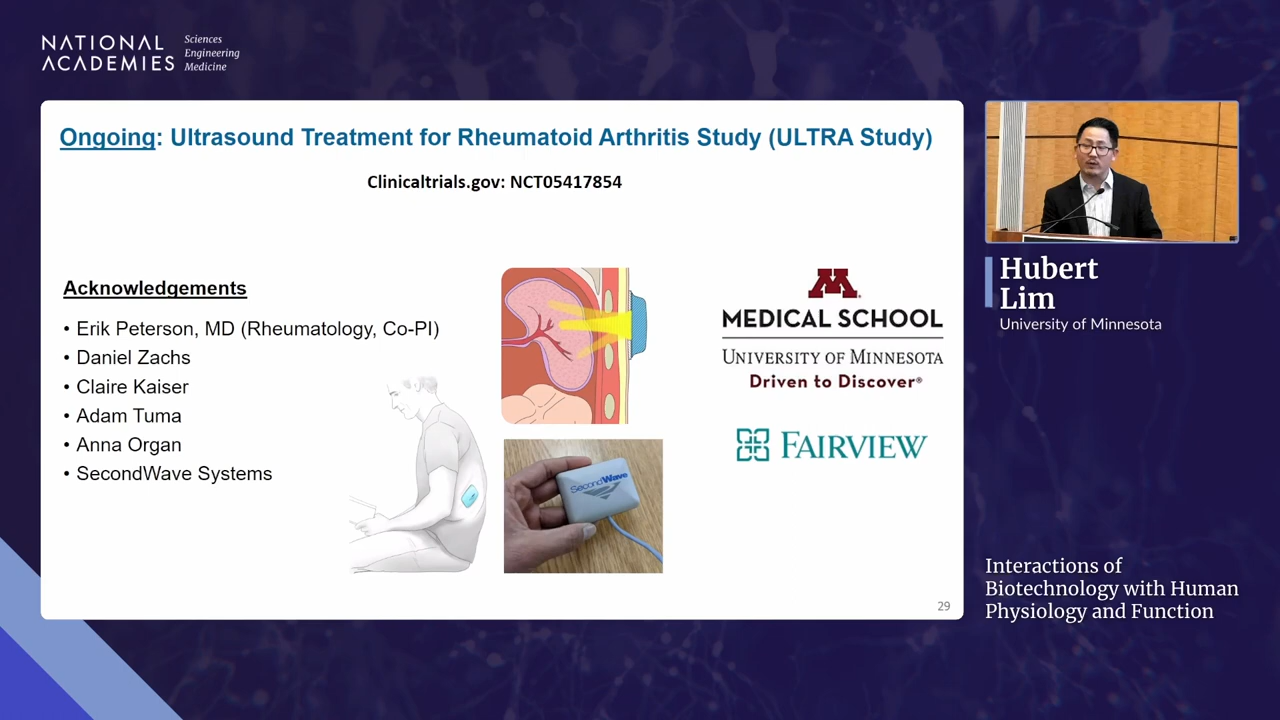 NATIONAL
ACADEMIES
Sciences
Engineering
Medicine
Ongoing: Ultrasound Treatment for Rheumatoid Arthritis Study (ULTRA Study)
Clinicaltrials.gov: NCT05417854
Acknowledgements
• Erik Peterson, MD (Rheumatology, Co-PI)
• Daniel Zachs
• Claire Kaiser
• Adam Tuma
• Anna Organ
• SecondWave Systems
SecondWave
M
MEDICAL SCHOOL
UNIVERSITY OF MINNESOTA
Driven to Discover®
FAIRVIEW
29
Hubert
Lim
University of Minnesota
Interactions of
Biotechnology with Human
Physiology and Function